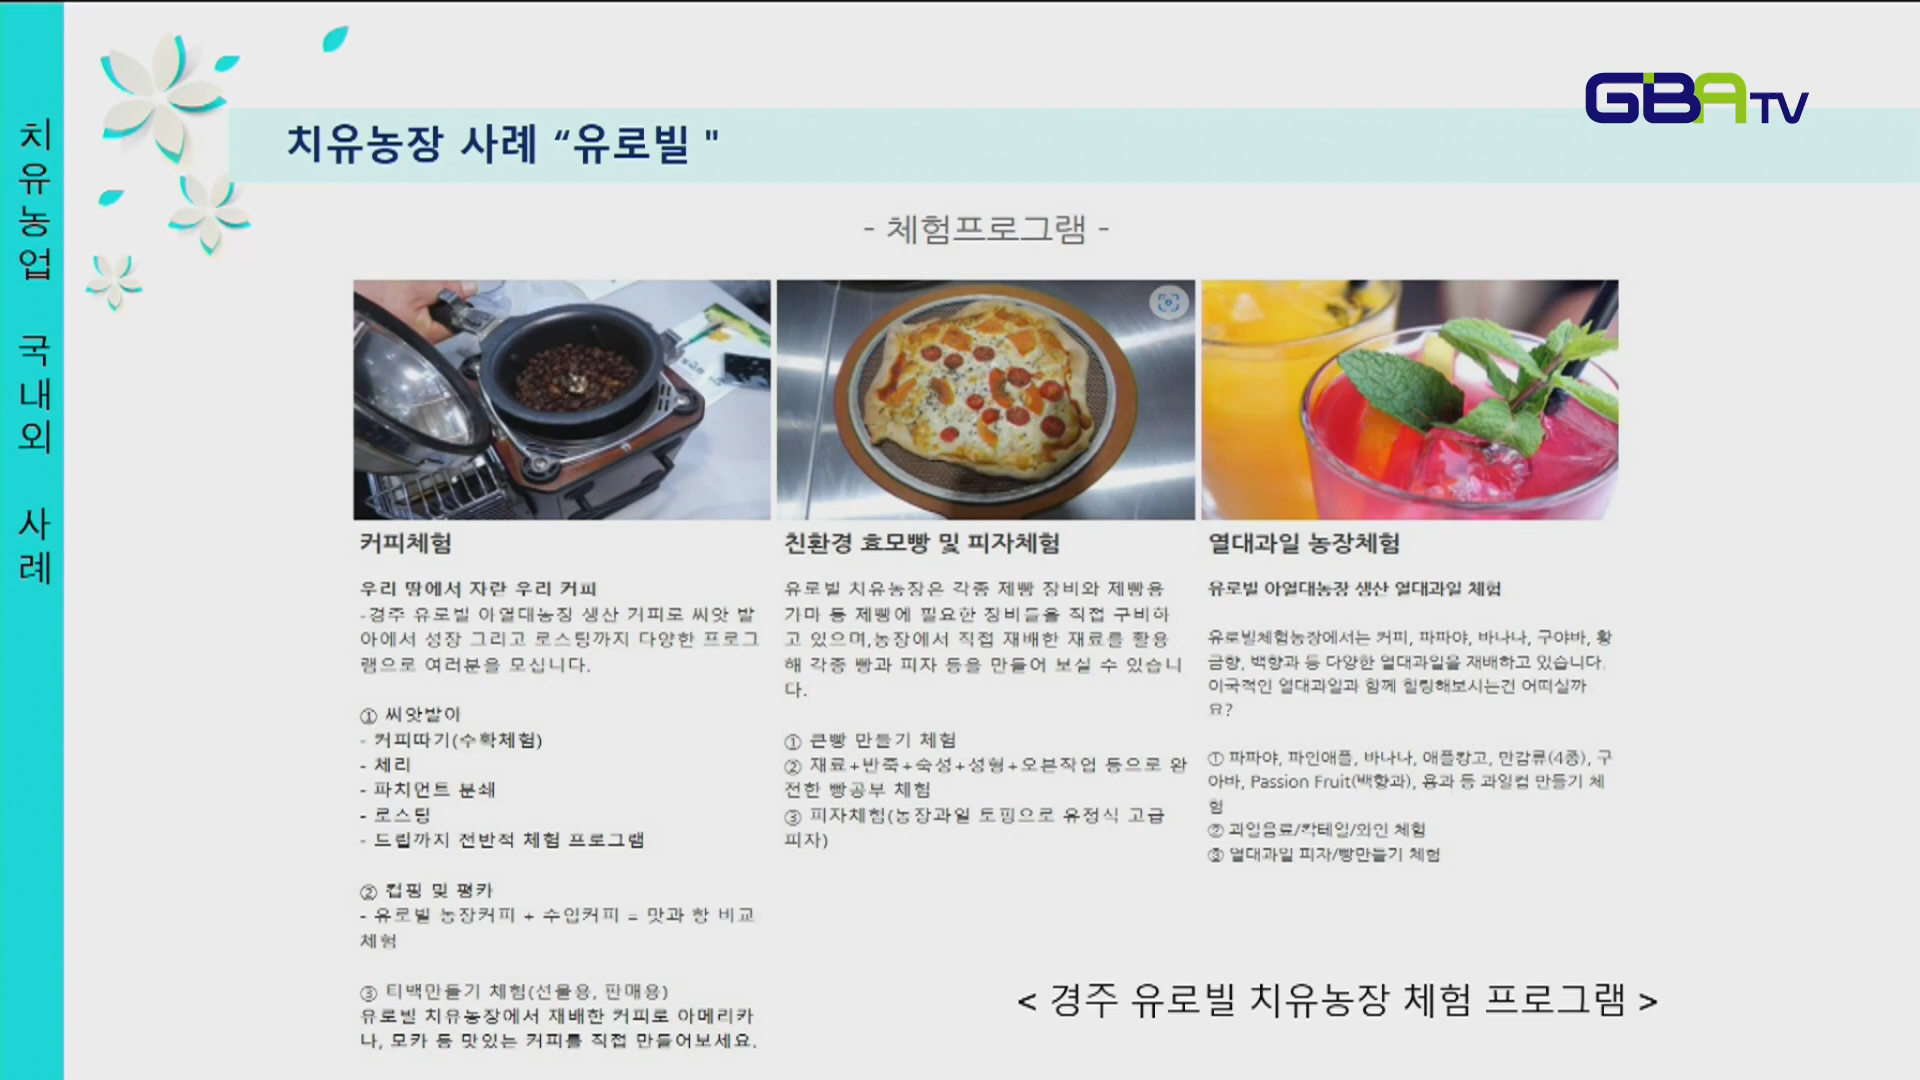 GBA TV
치유농업 국내외 사례
치유농장 사례 “유로빌 "
- 체험프로그램 -
커피체험
우리 땅에서 자란 우리 커피
-경주 유로빌 아열대농장 생산 커피로 씨앗 발
아에서 성장 그리고 로스팅까지 다양한 프로그
램으로 여러분을 모십니다.
① 씨앗발이
- 커피따기(수확체험)
- 체리
- 파치먼트 분쇄
- 로스팅
- 드립까지 전반적 체험 프로그램
② 컵핑 및 평카
- 유로빌 농장커피 + 수입커피 = 맛과 향 비교
체험
③ 티백만들기 체험(선물용, 판매용)
유로빌 치유농장에서 재배한 커피로 아메리카
나, 모카 등 맛있는 커피를 직접 만들어보세요.
친환경 효모빵 및 피자체험
유로빌 치유농장은 각종 제빵 장비와 제빵용
가마 등 제빵에 필요한 장비들을 직접 구비하
고 있으며,농장에서 직접 재배한 재료를 활용
해 각종 빵과 피자 등을 만들어 보실 수 있습니
다.
① 큰빵 만들기 체험
② 재료+반죽+숙성+성형+오븐작업 등으로 완
전한 빵공부 체험
③ 피자체험(농장과일 토핑으로 유정식 고급
피자)
열대과일 농장체험
유로빌 아열대농장 생산 열대과일 체험
유로빌체험농장에서는 커피, 파파야, 바나나, 구야바, 황
금향, 백향과 등 다양한 열대과일을 재배하고 있습니다.
이국적인 열대과일과 함께 힐링해보시는건 어떠실까
요?
① 파파야, 파인애플, 바나나, 애플망고, 만감류(4종), 구
아바, Passion Fruit(백향과), 용과 등 과일컵 만들기 체
험
② 과일음료/칵테일/와인 체험
③ 열대과일 피자/빵만들기 체험
< 경주 유로빌 치유농장 체험 프로그램 >